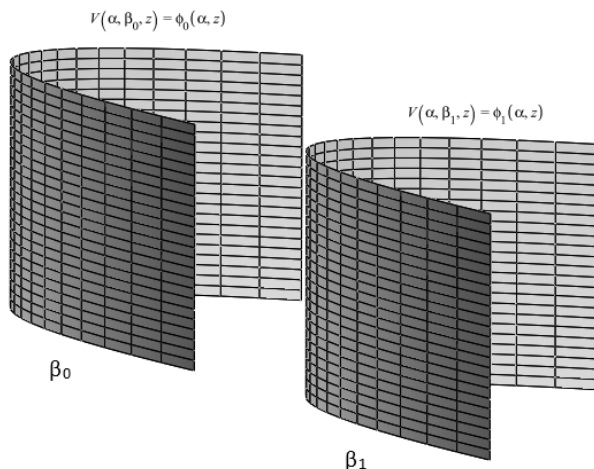 V(α, β₀, z) = ϕ₀(α, z)
V(α, β₁, z) = ϕ₁(α, z)
β₀
β₁